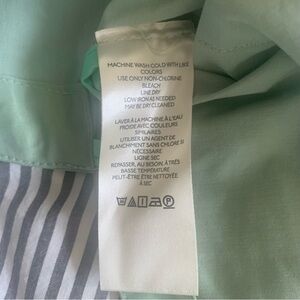 MACHINE WASH COLD WITH LIKE
COLORS
USE ONLY NON-CHLORINE
BLEACH
LINE DRY
LOW IRON AS NEEDED
MAY BE DRY CLEANED
LAVER À LA MACHINE À L'EAU
FROIDE AVEC COULEURS
SIMILAIRES
UTILISER UN AGENT DE
BLANCHIMENT SANS CHLORE SI
NECESSAIRE
LIGNE SEC
REPASSER, AU BESOIN, À TRÈS
BASSE TEMPÉRATURE
PEUT-ÊTRE ÊTRE NETTOYÉE
À SEC